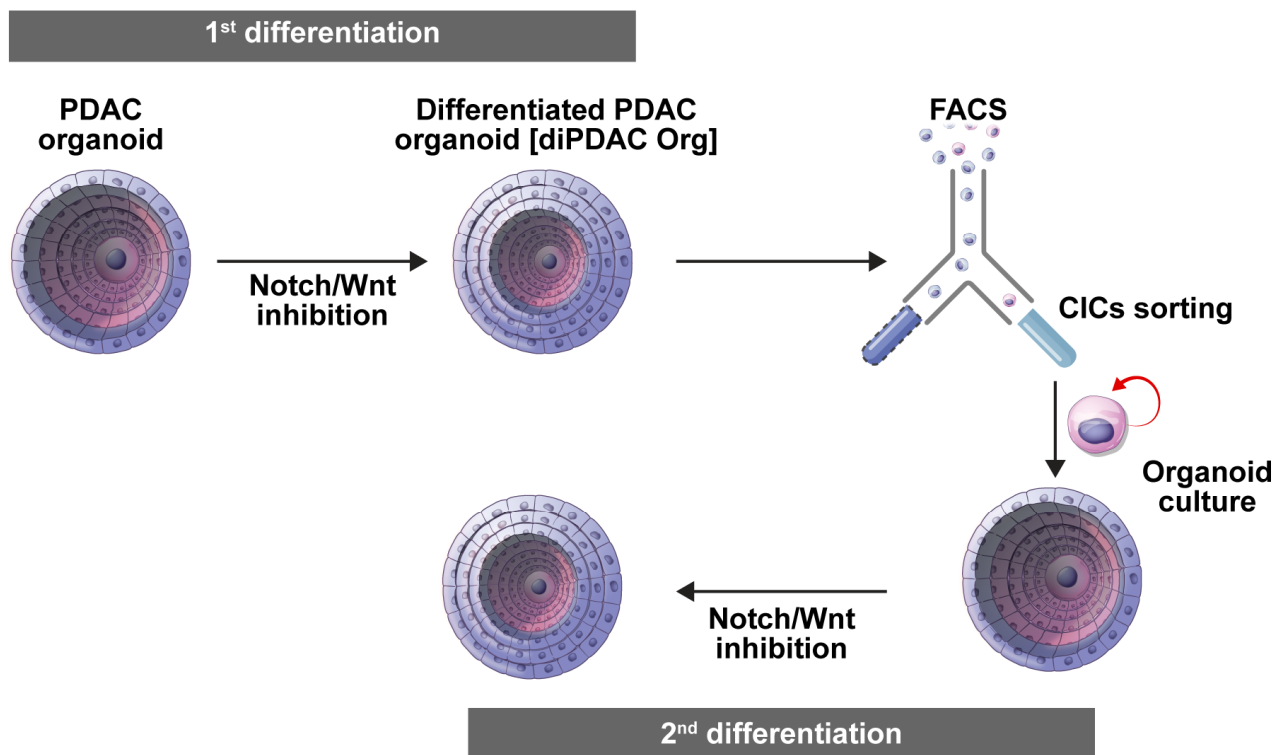 1st differentiation
PDAC
organoid
Differentiated PDAC
organoid [diPDAC Org]
FACS
Notch/Wnt
inhibition
CICs sorting
Organoid
culture
Notch/Wnt
inhibition
2nd differentiation